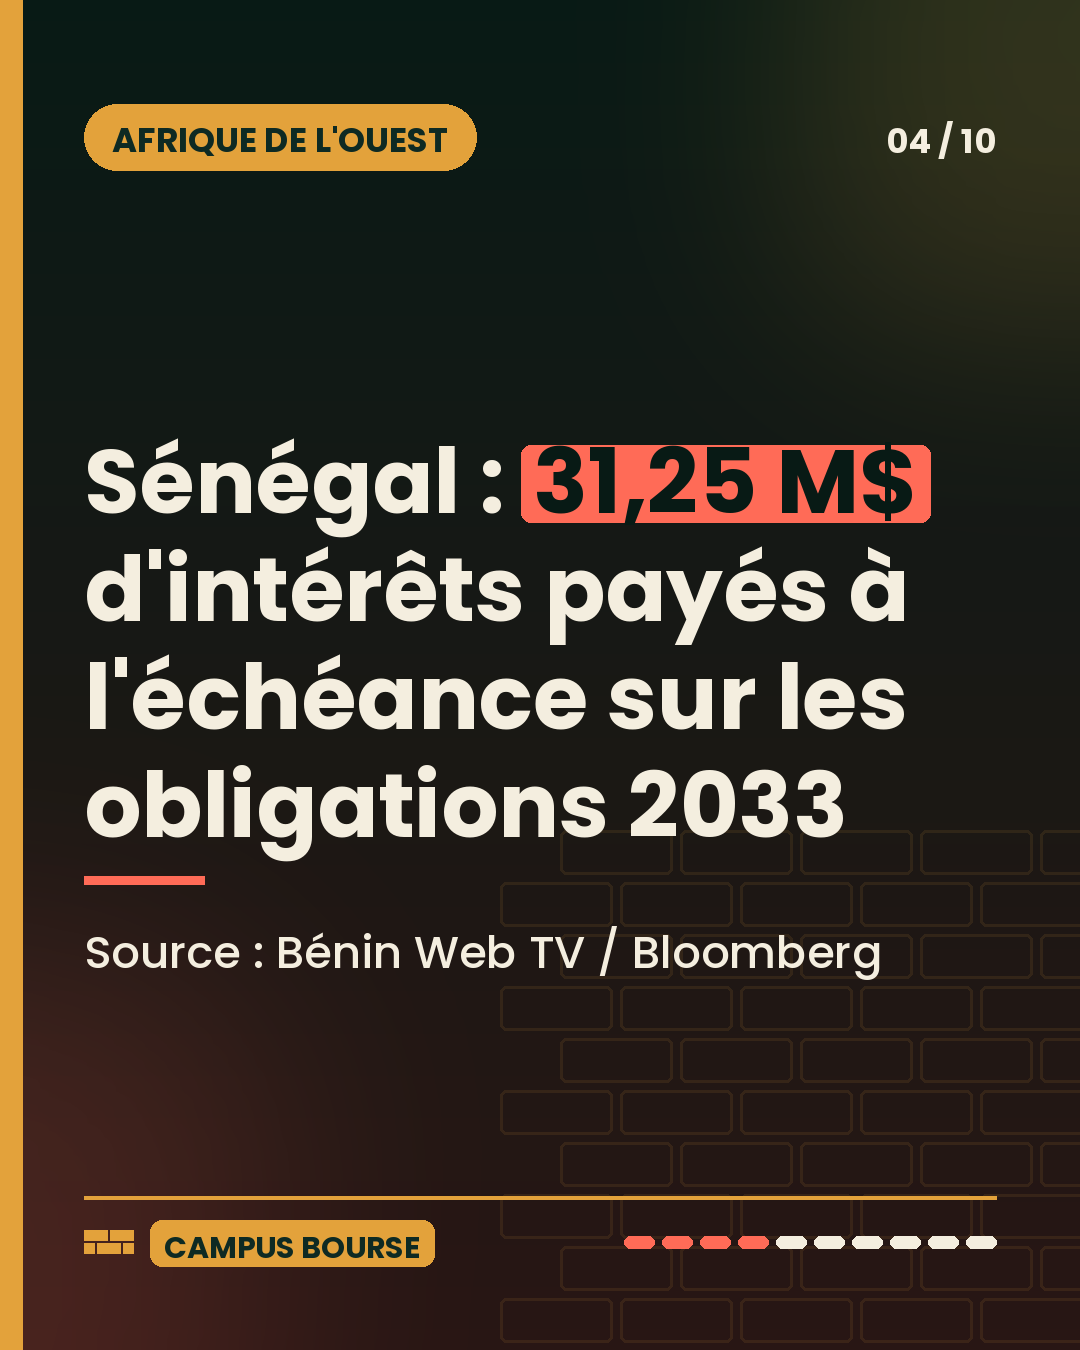 AFRIQUE DE L'OUEST
04 / 10
Sénégal : 31,25 M$
d'intérêts payés à
l'échéance sur les
obligations 2033
Source : Bénin Web TV / Bloomberg
CAMPUS BOURSE